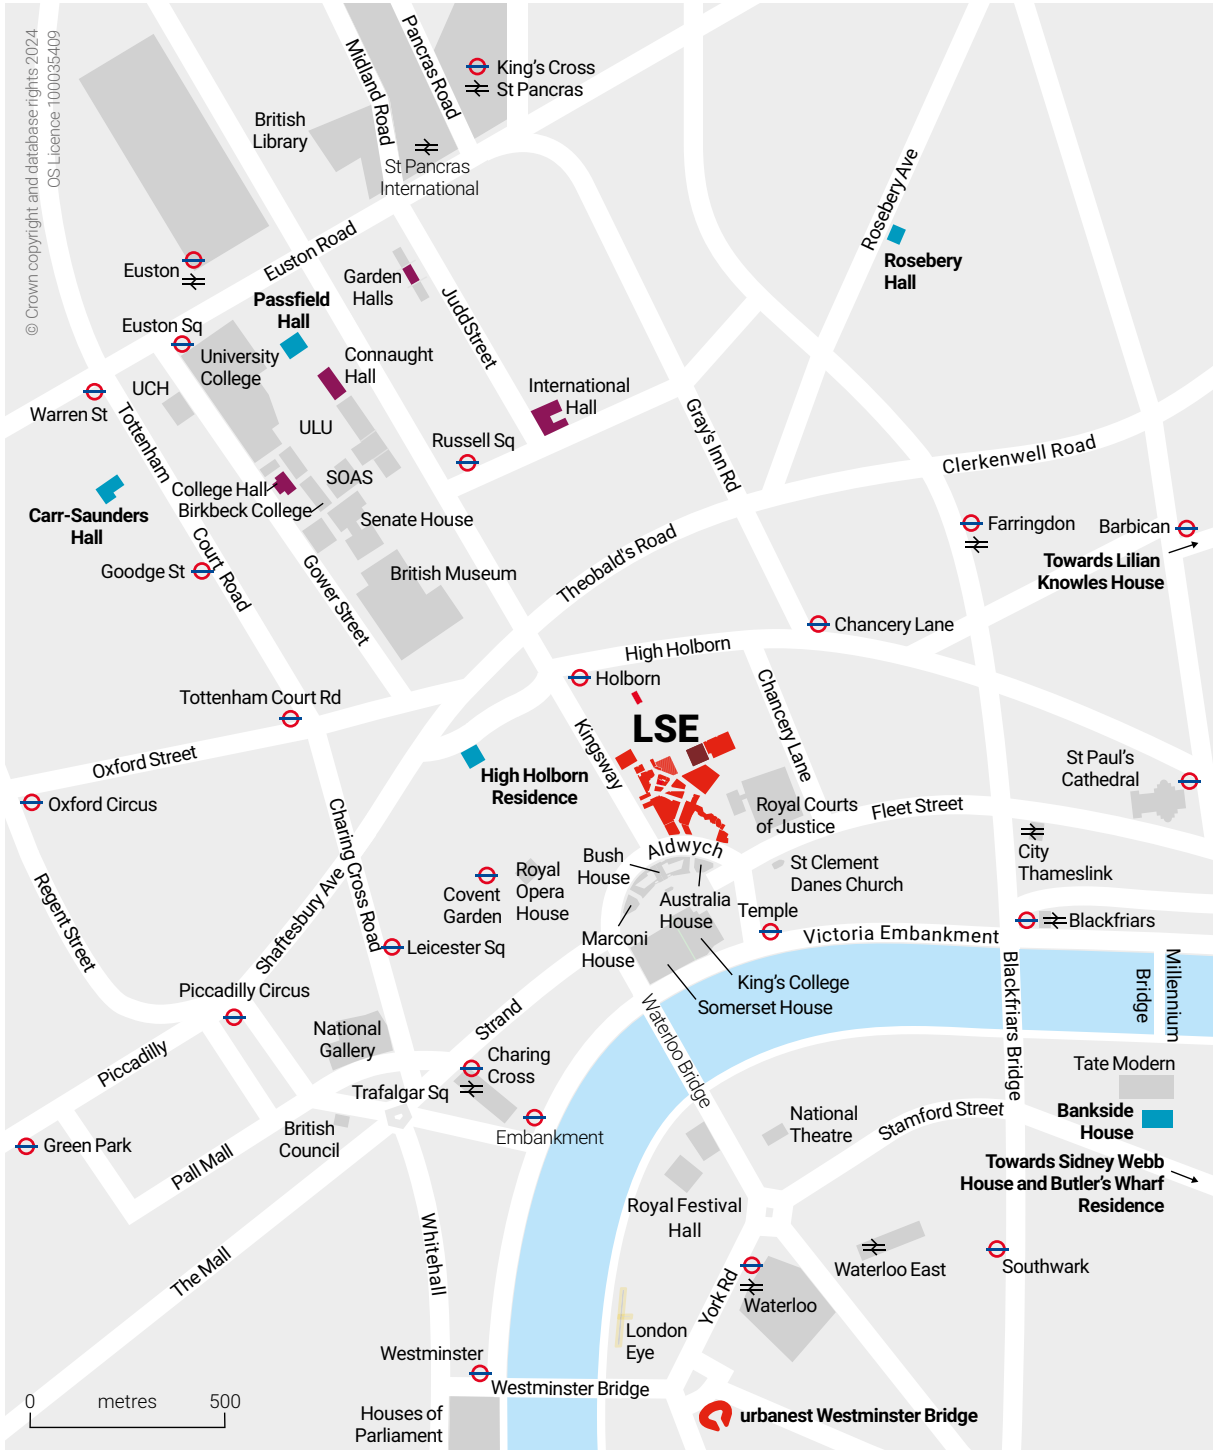 © Crown copyright and database rights 2024
OS Licence 100035409
Midland Road
Pancras Road
King's Cross
St Pancras
British
Library
St Pancras
International
Rosebery Ave
Rosebery
Hall
Euston
Euston Road
Garden
Halls
Passfield
Hall
Judd Street
Euston Sq
University
College
Connaught
Hall
UCH
Warren St
International
Hall
Tottenham
Court Road
ULU
Russell Sq
Gray's Inn Rd
Clerkenwell Road
SOAS
College Hall
Birkbeck College
Carr-Saunders
Hall
Senate House
Farringdon
Barbican
Towards Lilian
Knowles House
Goodge St
Gower Street
British Museum
Theobald's Road
Chancery Lane
High Holborn
Holborn
Chancery Lane
Tottenham Court Rd
Kingsway
LSE
Oxford Street
High Holborn
Residence
St Paul's
Cathedral
Oxford Circus
Charing Cross Road
Royal Courts
of Justice
Fleet Street
Aldwych
City
Thameslink
Bush
House
St Clement
Danes Church
Royal
Opera
House
Covent
Garden
Australia
House
Regent Street
Shaftesbury Ave
Temple
Blackfriars
Marconi
House
Victoria Embankment
Leicester Sq
King's College
Somerset House
Blackfriars Bridge
Millennium
Bridge
Piccadilly Circus
Waterloo Bridge
National
Gallery
Strand
Piccadilly
Charing
Cross
Trafalgar Sq
Tate Modern
Bankside
House
National
Theatre
Stamford Street
Embankment
British
Council
Green Park
Pall Mall
Towards Sidney Webb
House and Butler's Wharf
Residence
Royal Festival
Hall
Whitehall
The Mall
Waterloo East
Southwark
York Rd
Waterloo
London
Eye
Westminster
Westminster Bridge
0 metres 500
Houses of
Parliament
urbanest Westminster Bridge